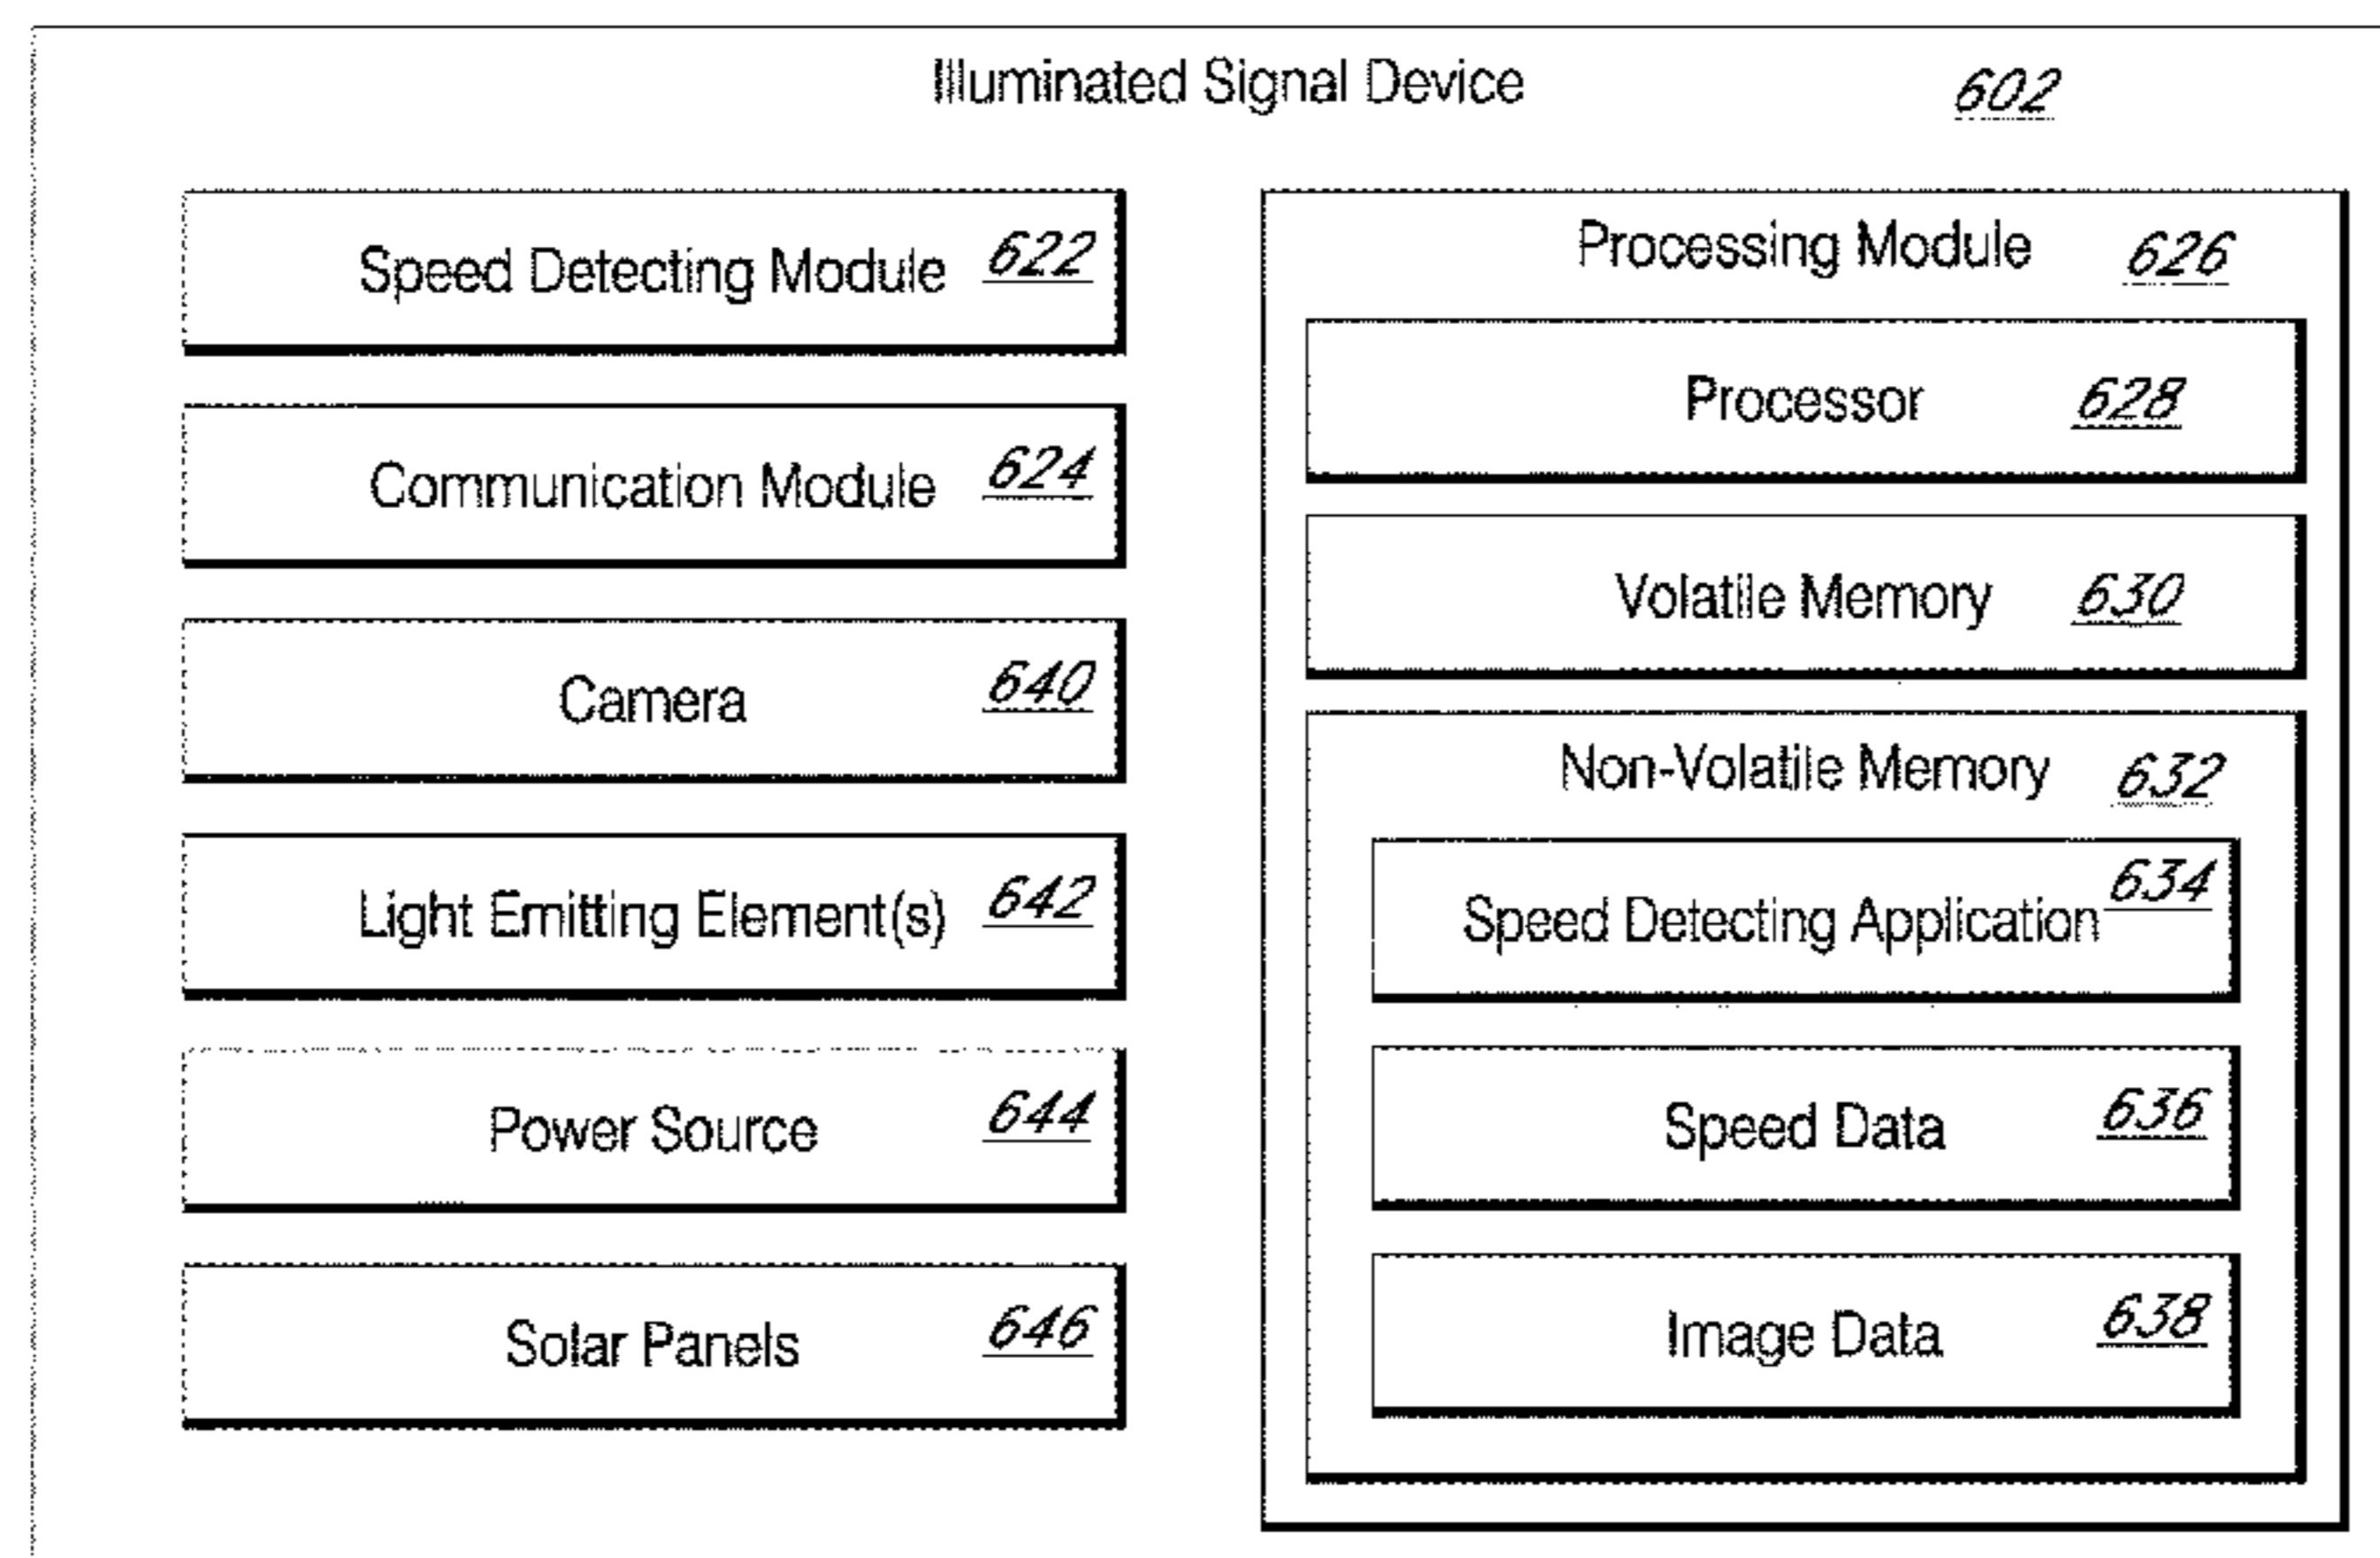 Illuminated Signal Device 602
Speed Detecting Module 622
Communication Module 624
Camera 640
Light Emitting Element(s) 642
Power Source 644
Solar Panels 646
Processing Module 626
Processor 628
Volatile Memory 630
Non-Volatile Memory 632
Speed Detecting Application 634
Speed Data 636
Image Data 638